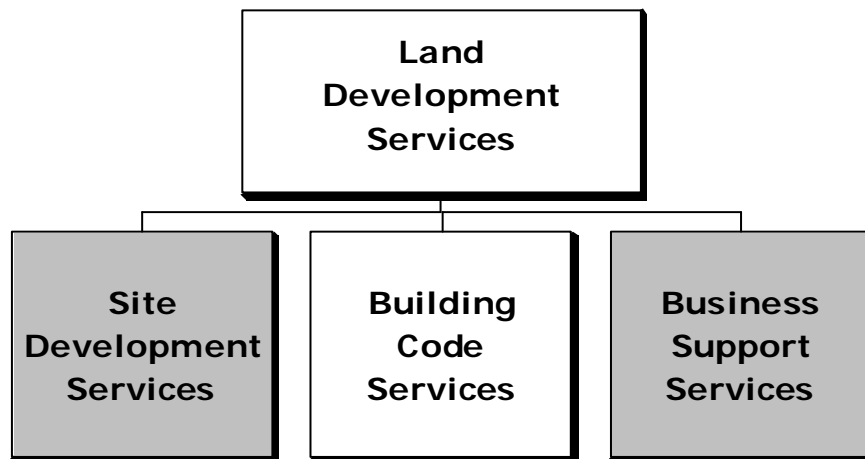 Land
Development
Services
Site
Development
Services
Building
Code
Services
Business
Support
Services